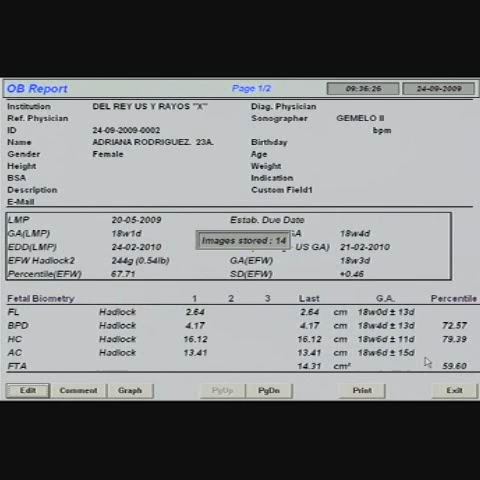 OB Report Page 1/2 09:36:26 24-09-2009
Institution DEL REY US Y RAYOS "X" Diag. Physician
Ref. Physician Sonographer GEMELO II
ID 24-09-2009-0002 bpm
Name ADRIANA RODRIGUEZ. 23A. Birthday
Gender Female Age
Height Weight
BSA Indication
Description Custom Field1
E-Mail
LMP 20-05-2009 Estab. Due Date
GA(LMP) 18w1d GA 18w4d
EDD(LMP) 24-02-2010 US GA) 21-02-2010
Images stored : 14
EFW Hadlock2 244g (0.54lb) GA(EFW) 18w3d
Percentile(EFW) 67.71 SD(EFW) +0.46
Fetal Biometry 1 2 3 Last G.A. Percentile
FL Hadlock 2.64 2.64 cm 18w0d ± 13d
BPD Hadlock 4.17 4.17 cm 18w4d ± 13d 72.57
HC Hadlock 16.12 16.12 cm 18w6d ± 11d 79.39
AC Hadlock 13.41 13.41 cm 18w6d ± 15d
FTA 14.31 cm² 59.60
Edit Comment Graph PgUp PgDn Print Exit